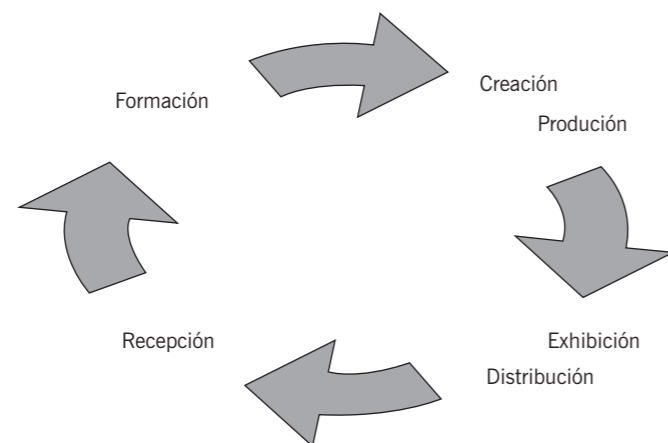 Formación
Creación
Produción
Exhibición
Distribución
Recepción